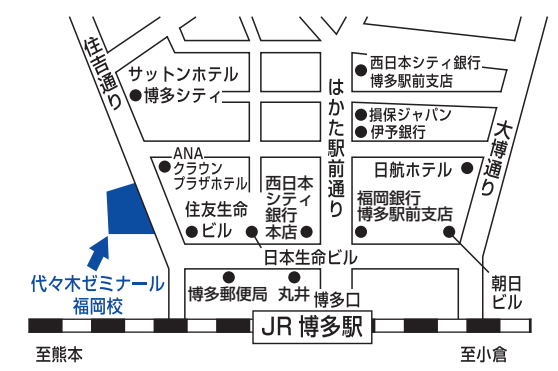 住吉通り
サットンホテル
博多シティ
はかた駅前通り
西日本シティ銀行
博多駅前支店
損保ジャパン
伊予銀行
大博通り
ANA
クラウン
プラザホテル
西日本
シティ
銀行
本店
日航ホテル
住友生命
ビル
福岡銀行
博多駅前支店
日本生命ビル
代々木ゼミナール
福岡校
博多郵便局
丸井
博多口
朝日
ビル
JR 博多駅
至熊本
至小倉